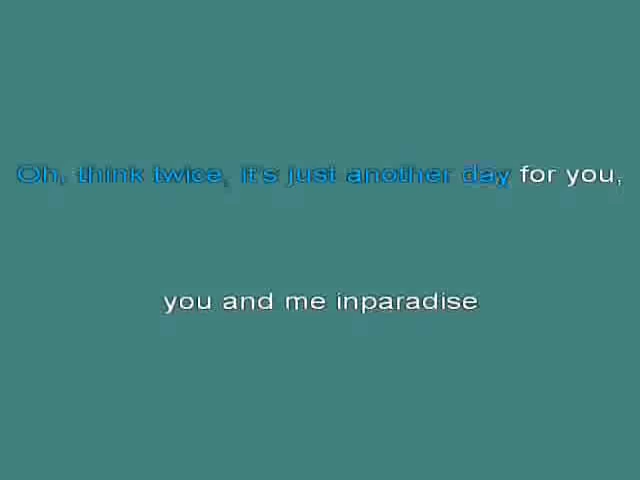 Oh, think twice, it's just another day for you,
you and me inparadise